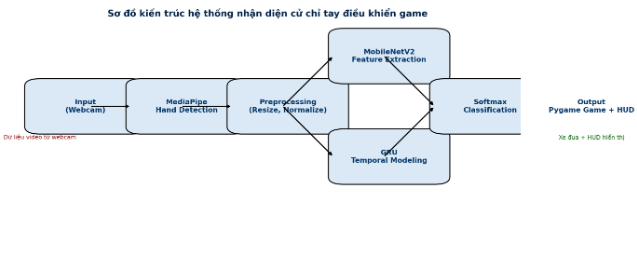 Sơ đồ kiến trúc hệ thống nhận diện cử chỉ tay điều khiển game
MobileNetV2
Feature Extraction
Input
(Webcam)
MediaPipe
Hand Detection
Preprocessing
(Resize, Normalize)
Softmax
Classification
Output
Pygame Game + HUD
Dữ liệu video từ webcam
Xe đua + HUD hiển thị
GRU
Temporal Modeling